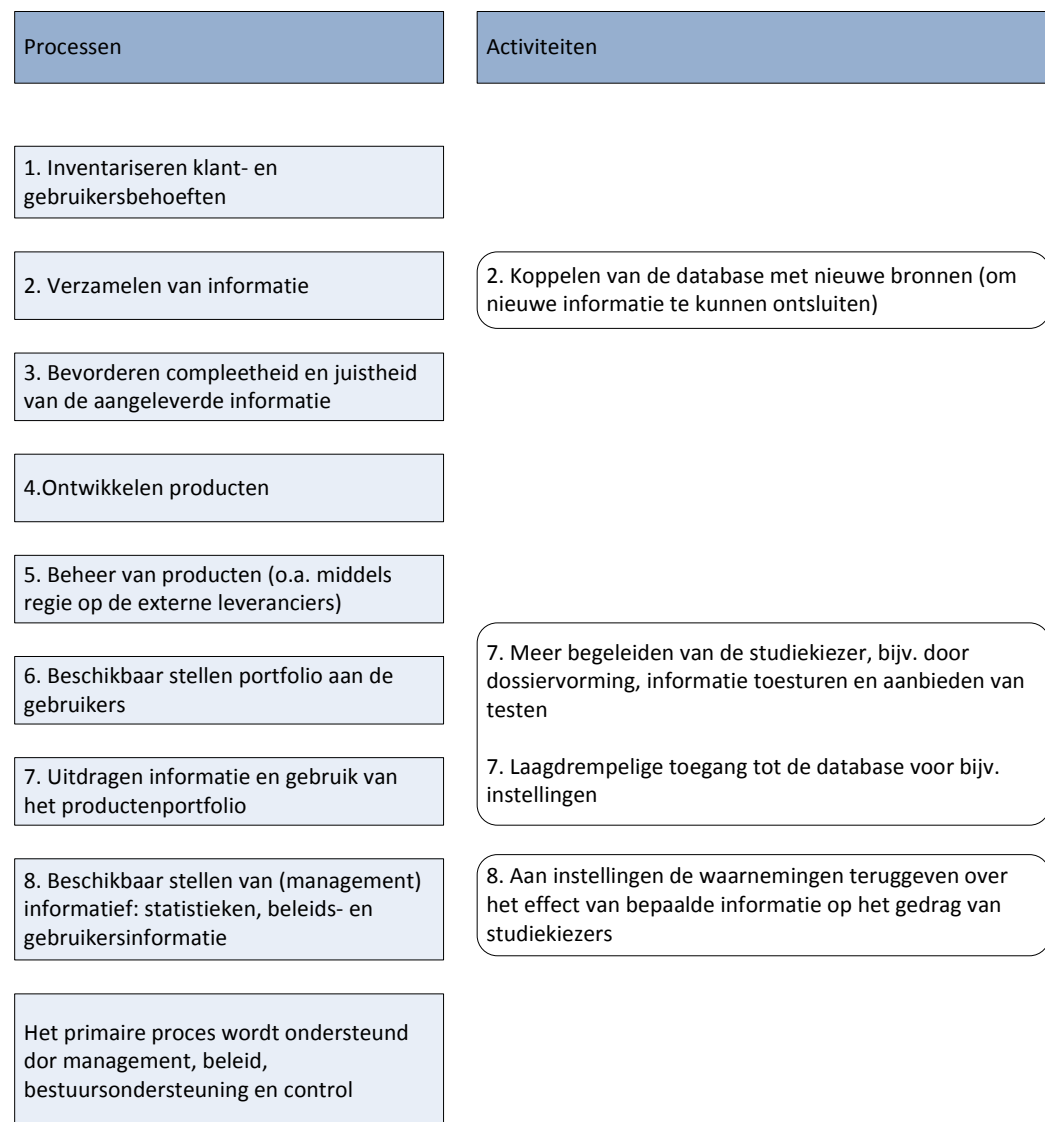 Processen
Activiteiten
1. Inventariseren klant- en
gebruikersbehoeften
2. Verzamelen van informatie
2. Koppelen van de database met nieuwe bronnen (om
nieuwe informatie te kunnen ontsluiten)
3. Bevorderen compleetheid en juistheid
van de aangeleverde informatie
4.Ontwikkelen producten
5. Beheer van producten (o.a. middels
regie op de externe leveranciers)
6. Beschikbaar stellen portfolio aan de
gebruikers
7. Meer begeleiden van de studiekiezer, bijv. door
dossiervorming, informatie toesturen en aanbieden van
testen
7. Uitdragen informatie en gebruik van
het productenportfolio
7. Laagdrempelige toegang tot de database voor bijv.
instellingen
8. Beschikbaar stellen van (management)
informatief: statistieken, beleids- en
gebruikersinformatie
8. Aan instellingen de waarnemingen teruggeven over
het effect van bepaalde informatie op het gedrag van
studiekiezers
Het primaire proces wordt ondersteund
dor management, beleid,
bestuursondersteuning en control